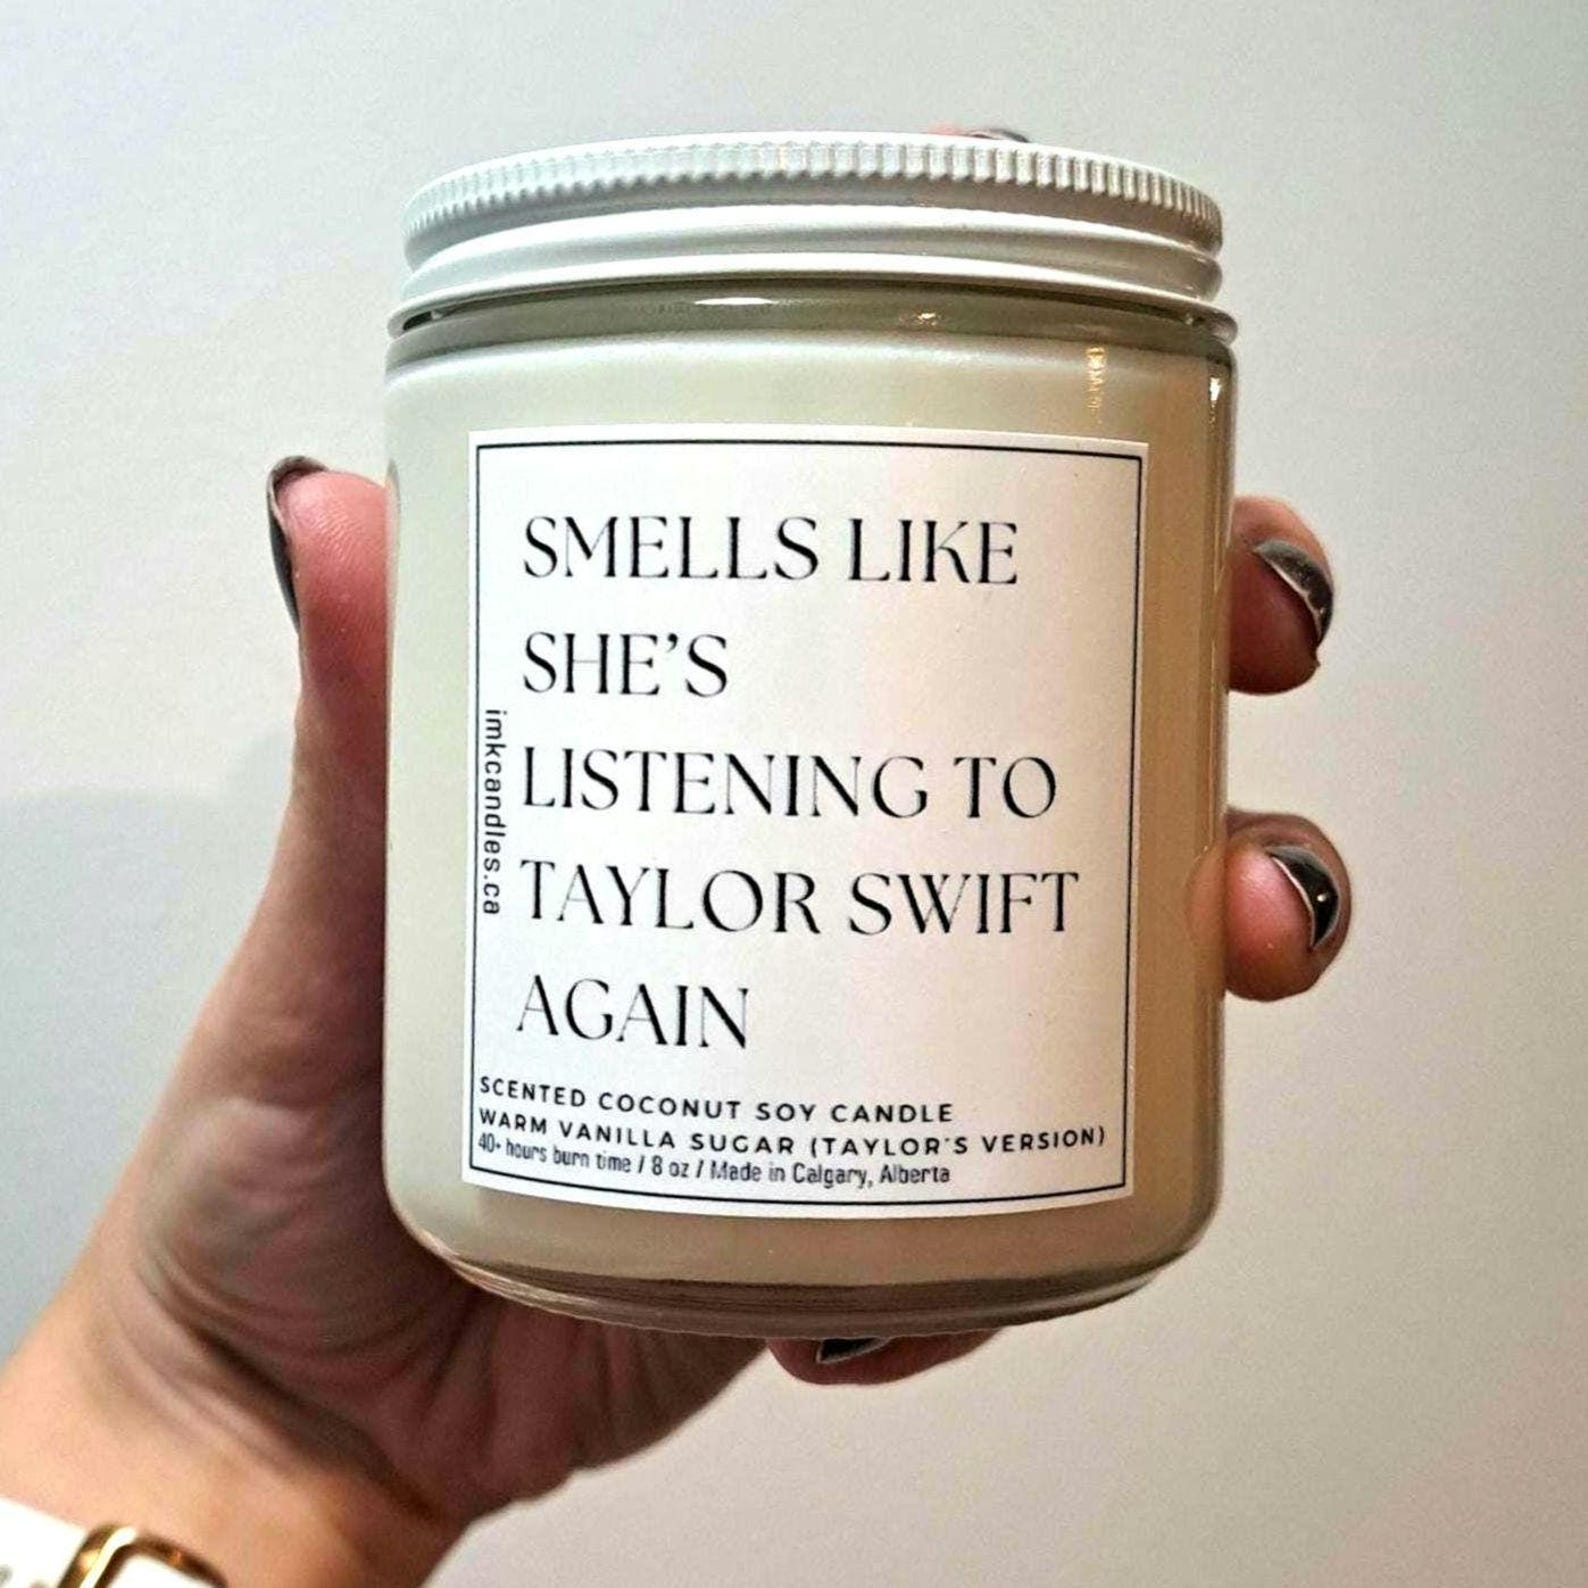 SMELLS LIKE
SHE’S
LISTENING TO
TAYLOR SWIFT
AGAIN
imkcandles.ca
SCENTED COCONUT SOY CANDLE
WARM VANILLA SUGAR (TAYLOR'S VERSION)
40+ hours burn time / 8 oz / Made in Calgary, Alberta